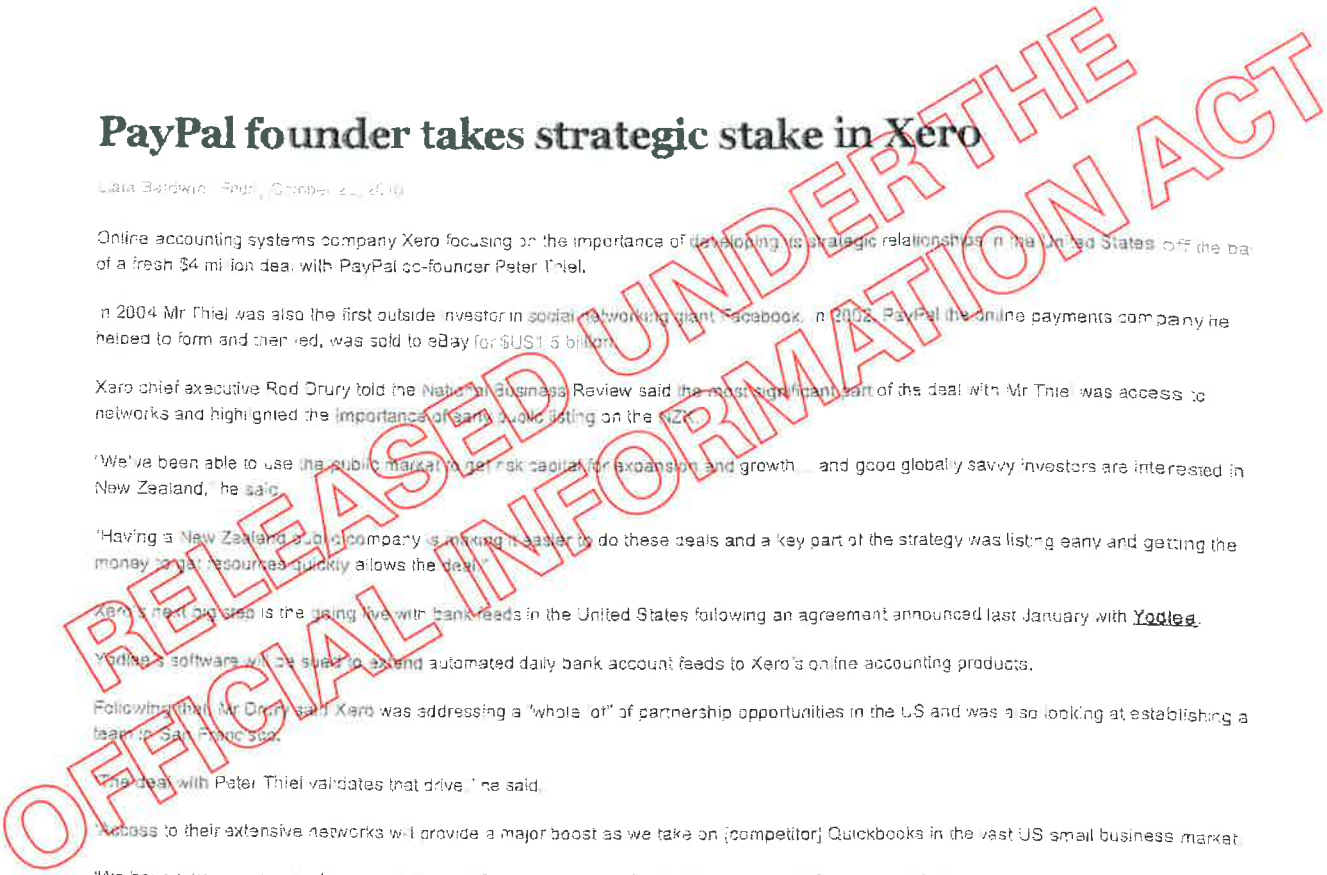 PayPal founder takes strategic stake in Xero
Baldwin October 2010
Online accounting systems company Xero focusing on the importance of developing its strategic relationships in the United States off the
of a fresh $4 million deal with PayPal co-founder Peter Thiel.
In 2004 Mr Thiel was also the first outside investor in social networking giant Facebook. In 2002, PayPal the online payments company he
helped to form and then led, was sold to eBay for $US1.5 billion.
Xero chief executive Rod Drury told the National Business Review said the most significant part of the deal with Mr Thiel was access to
networks and highlighted the importance of early public listing on the NZX.
"We've been able to use the public market to get risk capital for expansion and growth... and good globally savvy investors are interested in
New Zealand," he said.
"Having a New Zealand public company is making it easier to do these deals and a key part of the strategy was listing early and getting the
money to get resources quickly allows the deal."
Xero's next big step is the going live with bank feeds in the United States following an agreement announced last January with Yodlee.
Yodlee's software will be sued to extend automated daily bank account feeds to Xero's online accounting products.
Following that, Mr Drury said Xero was addressing a "whole lot" of partnership opportunities in the US and was also looking at establishing a
team in San Francisco.
"The deal with Peter Thiel validates that drive," he said.
"Access to their extensive networks will provide a major boost as we take on [competitor] Quickbooks in the vast US small business market.
RELEASED UNDER THE
OFFICIAL INFORMATION ACT